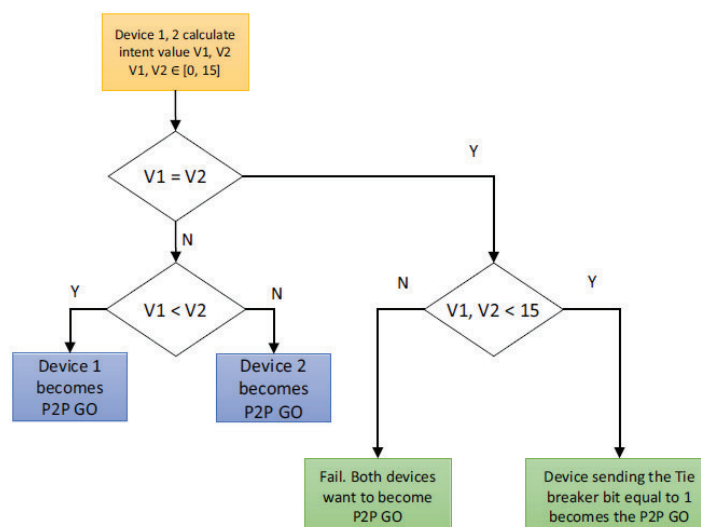 Device 1, 2 calculate
intent value V1, V2
V1, V2 ∈ [0, 15]
Y
V1 = V2
N
Y
V1 < V2
N
N
V1, V2 < 15
Y
Device 1
becomes
P2P GO
Device 2
becomes
P2P GO
Fail. Both devices
want to become
P2P GO
Device sending the Tie
breaker bit equal to 1
becomes the P2P GO